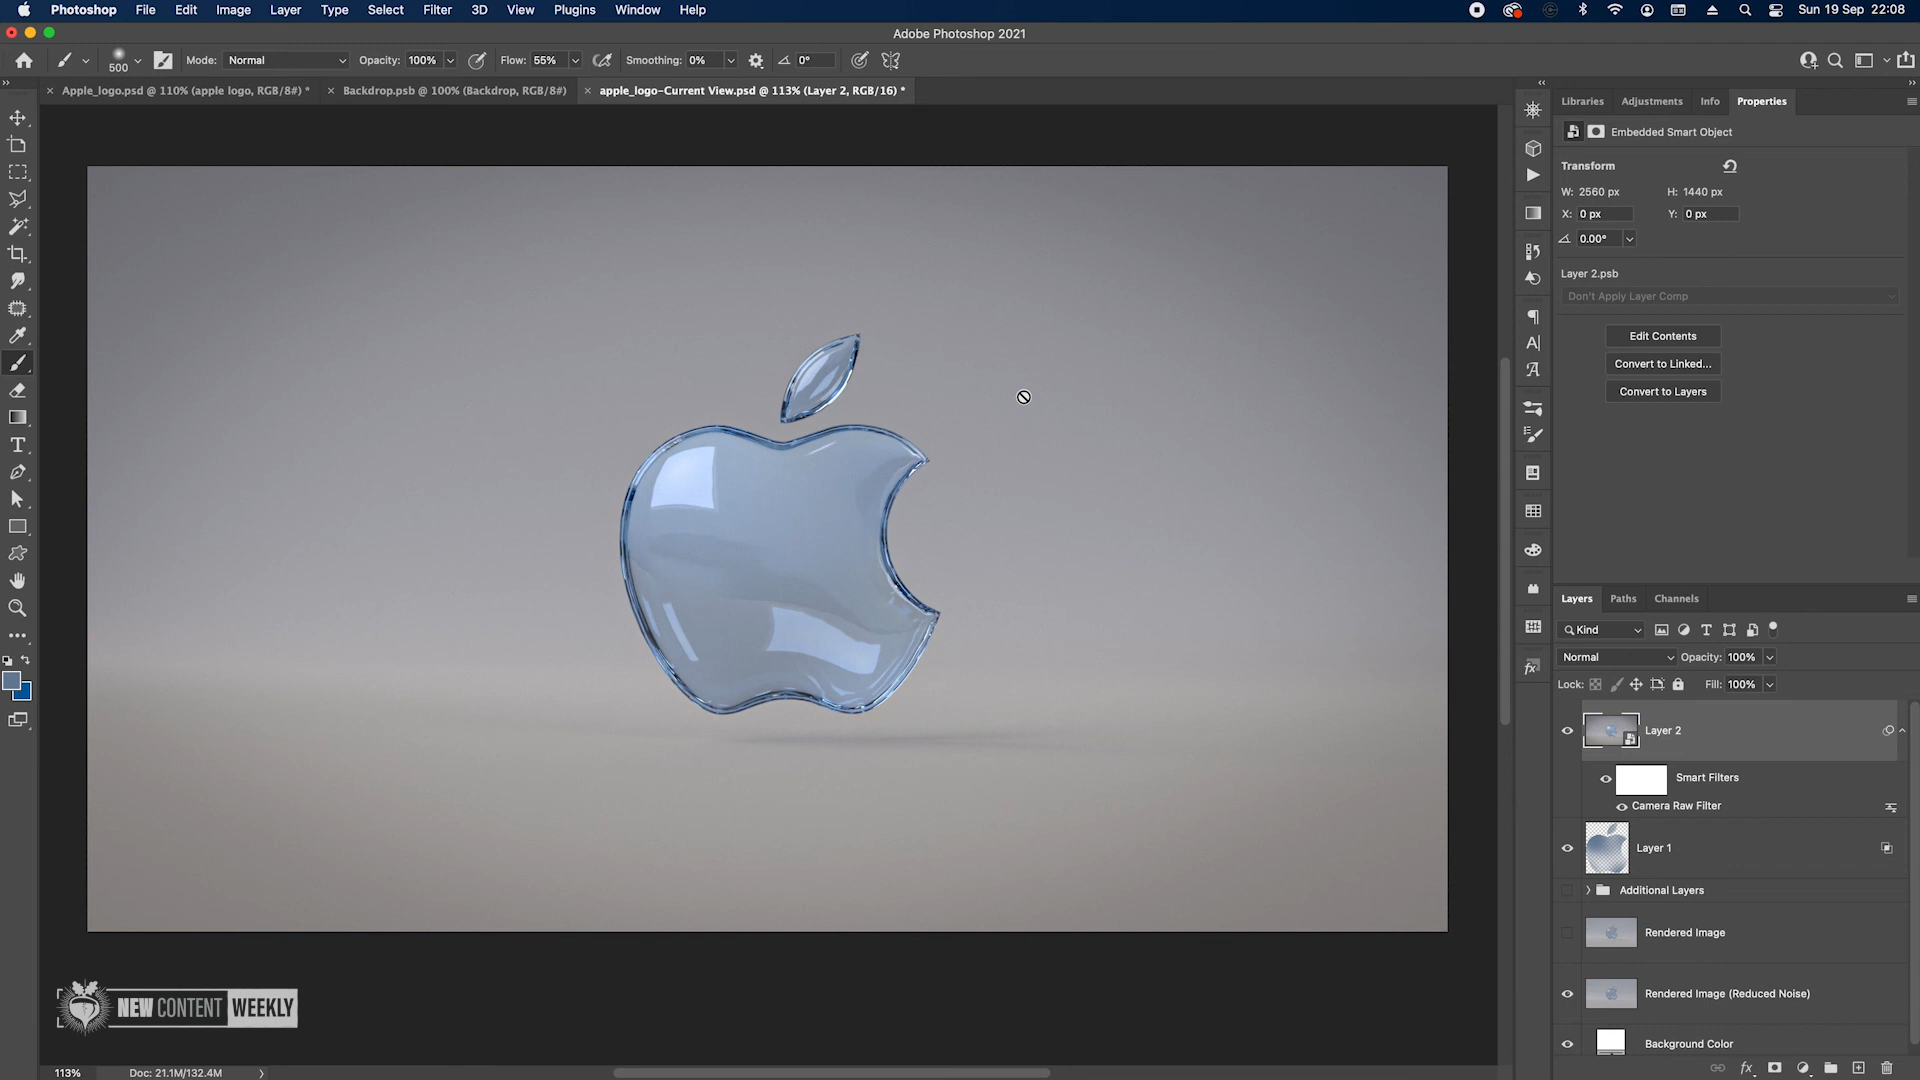 Photoshop File Edit Image Layer Type Select Filter 3D View Plugins Window Help Sun 19 Sep 22:08
Adobe Photoshop 2021
500 Mode: Normal Opacity: 100% Flow: 55% Smoothing: 0% 0°
Apple_logo.psd @ 110% (apple logo, RGB/8#) * Backdrop.psb @ 100% (Backdrop, RGB/8#) apple_logo-Current View.psd @ 113% (Layer 2, RGB/16) *
Libraries Adjustments Info Properties
Embedded Smart Object
Transform
W: 2560 px H: 1440 px
X: 0 px Y: 0 px
0.00°
Layer 2.psb
Don't Apply Layer Comp
Edit Contents
Convert to Linked...
Convert to Layers
Layers Paths Channels
Kind
Normal Opacity: 100%
Lock: Fill: 100%
Layer 2
Smart Filters
Camera Raw Filter
Layer 1
Additional Layers
Rendered Image
Rendered Image (Reduced Noise)
Background Color
NEW CONTENT WEEKLY
113% Doc: 21.1M/132.4M